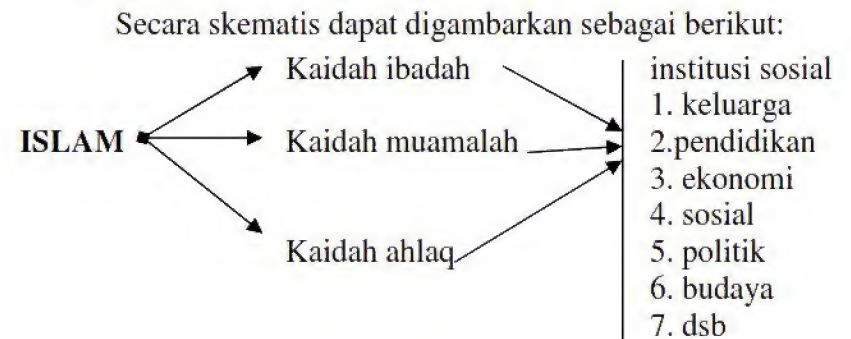 Secara skematis dapat digambarkan sebagai berikut:
ISLAM
Kaidah ibadah
Kaidah muamalah
Kaidah ahlaq
institusi sosial
1. keluarga
2.pendidikan
3. ekonomi
4. sosial
5. politik
6. budaya
7. dsb